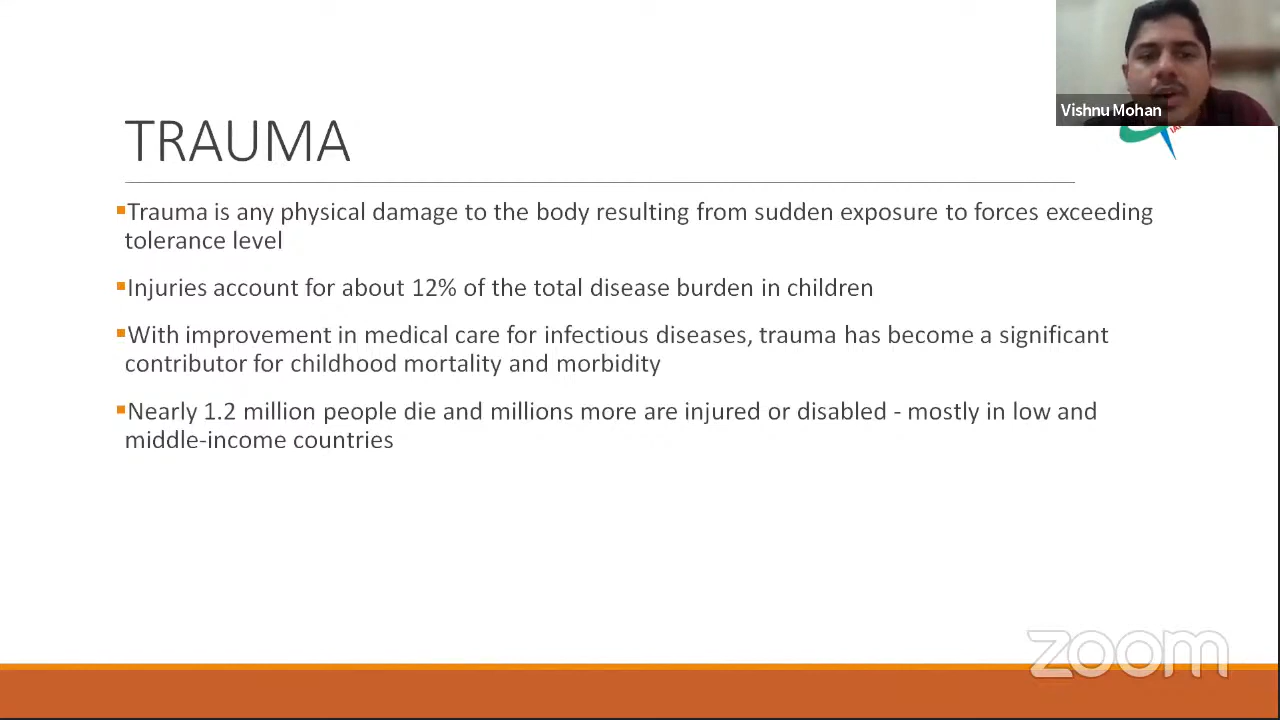 Vishnu Mohan
TRAUMA
Trauma is any physical damage to the body resulting from sudden exposure to forces exceeding
tolerance level
Injuries account for about 12% of the total disease burden in children
With improvement in medical care for infectious diseases, trauma has become a significant
contributor for childhood mortality and morbidity
Nearly 1.2 million people die and millions more are injured or disabled - mostly in low and
middle-income countries
zoom